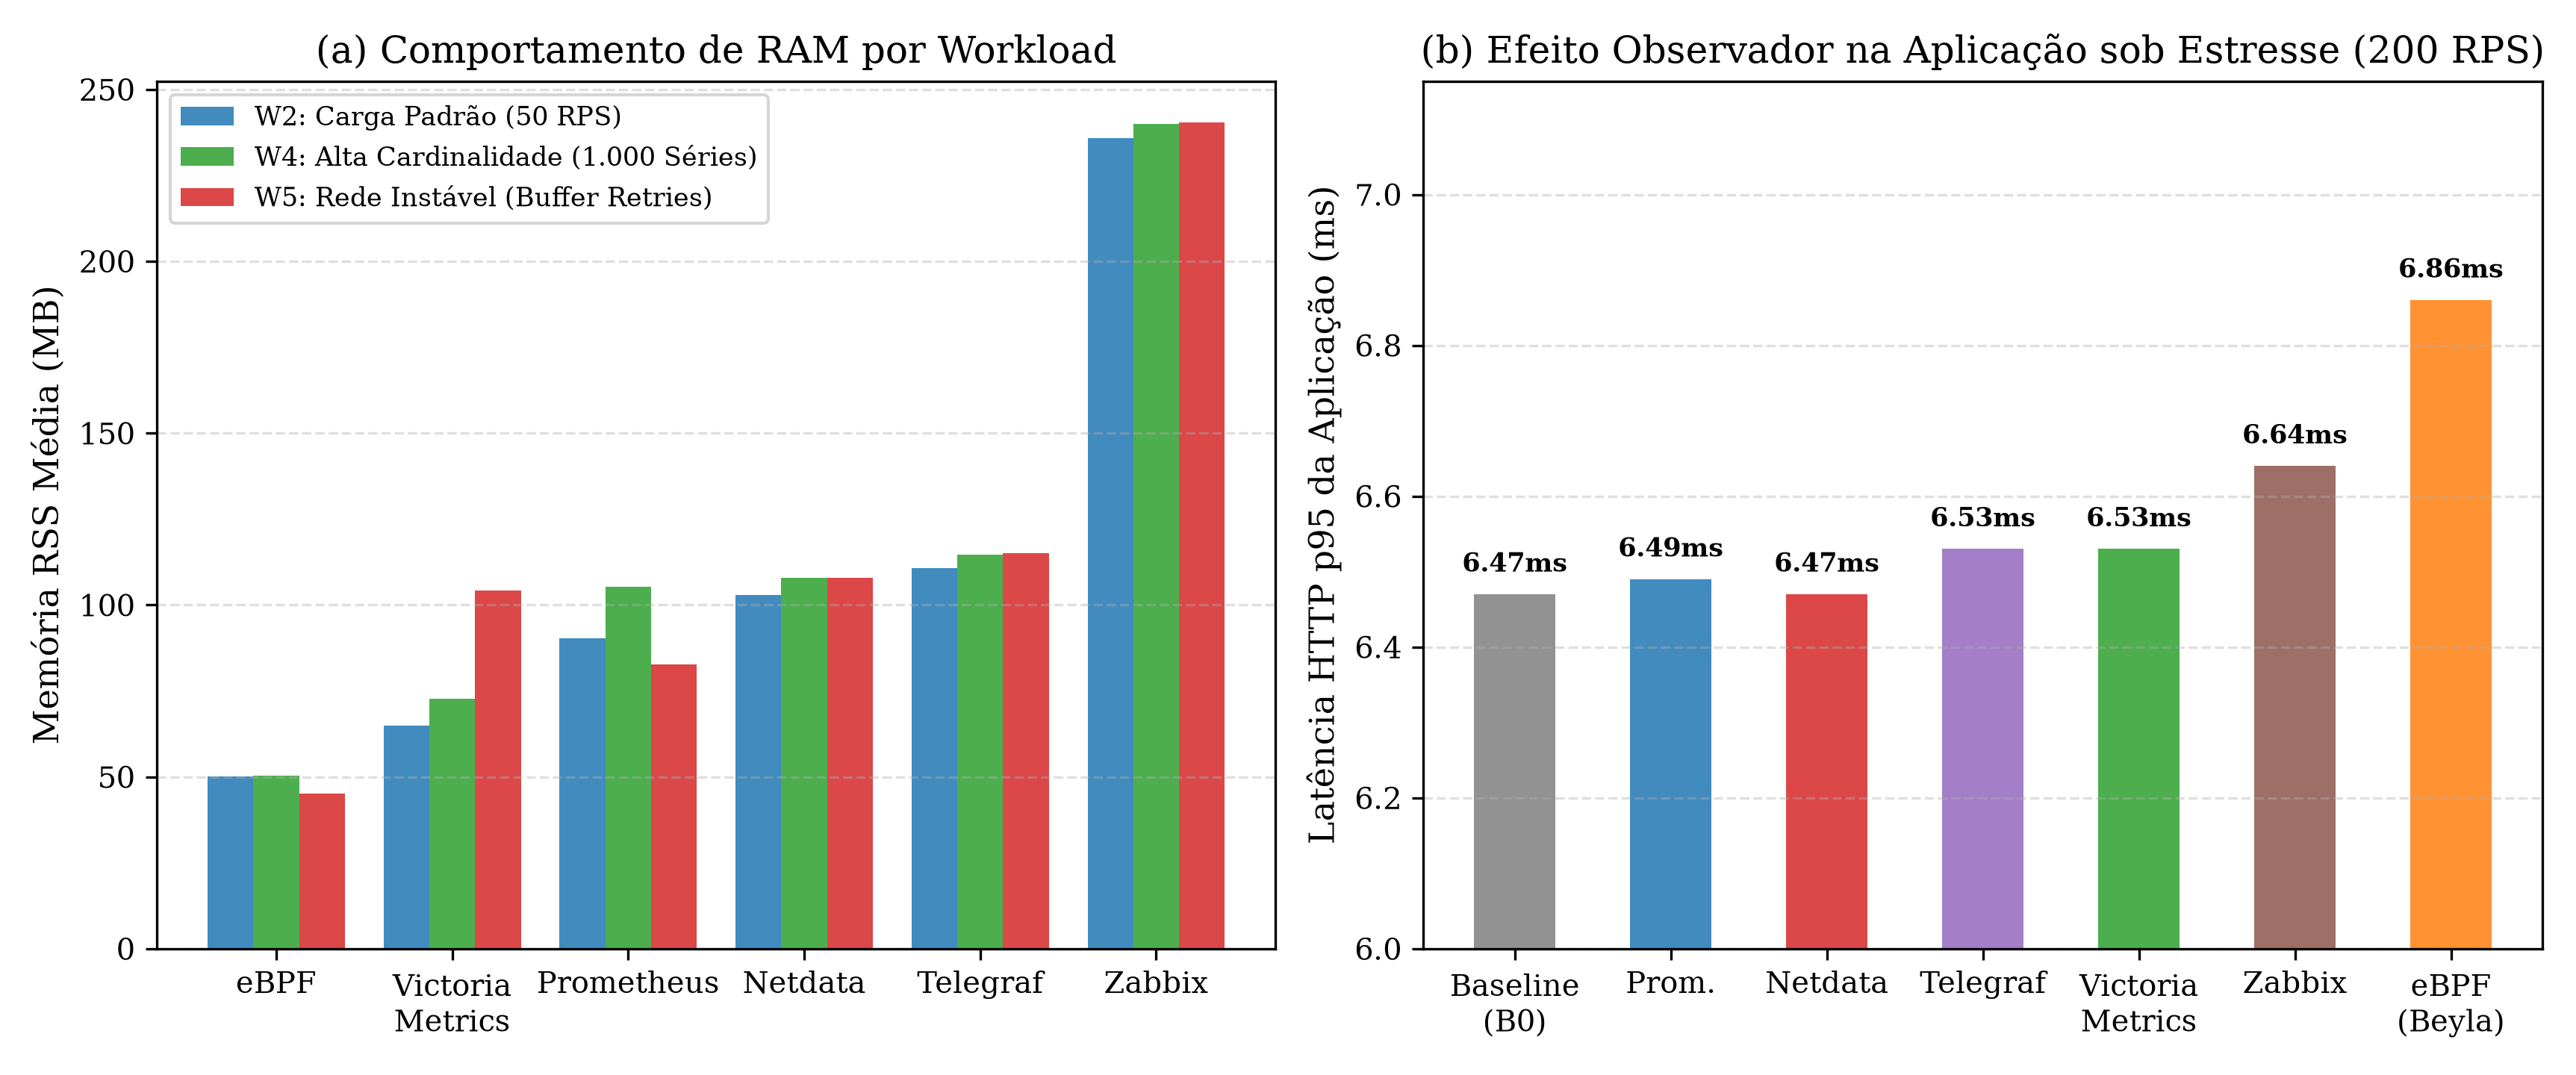 (a) Comportamento de RAM por Workload
Memória RSS Média (MB)
250
200
150
100
50
0
W2: Carga Padrão (50 RPS)
W4: Alta Cardinalidade (1.000 Séries)
W5: Rede Instável (Buffer Retries)
eBPF
Victoria
Metrics
Prometheus
Netdata
Telegraf
Zabbix
(b) Efeito Observador na Aplicação sob Estresse (200 RPS)
Latência HTTP p95 da Aplicação (ms)
7.0
6.8
6.6
6.4
6.2
6.0
6.47ms
6.49ms
6.47ms
6.53ms
6.53ms
6.64ms
6.86ms
Baseline
(B0)
Prom.
Netdata
Telegraf
Victoria
Metrics
Zabbix
eBPF
(Beyla)